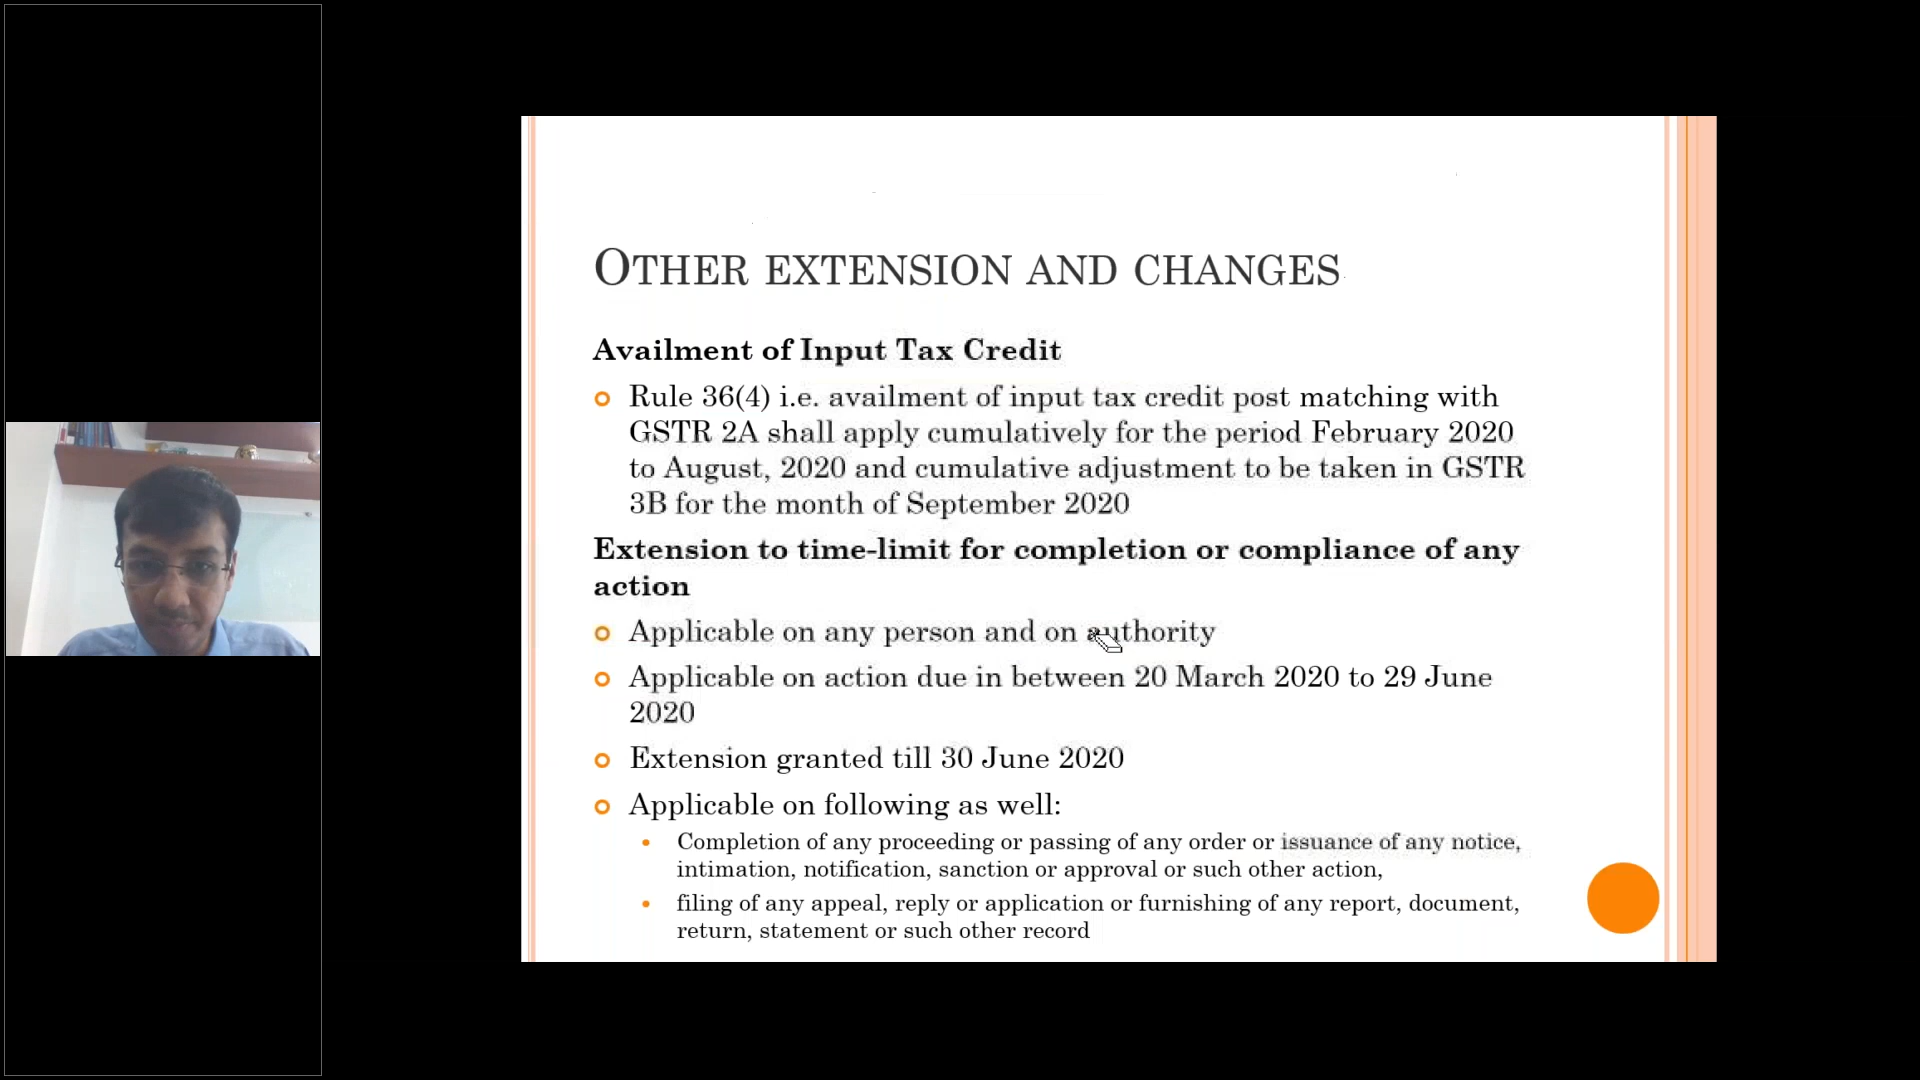 OTHER EXTENSION AND CHANGES
Availment of Input Tax Credit
Rule 36(4) i.e. availment of input tax credit post matching with
GSTR 2A shall apply cumulatively for the period February 2020
to August, 2020 and cumulative adjustment to be taken in GSTR
3B for the month of September 2020
Extension to time-limit for completion or compliance of any
action
Applicable on any person and on authority
Applicable on action due in between 20 March 2020 to 29 June
2020
Extension granted till 30 June 2020
Applicable on following as well:
Completion of any proceeding or passing of any order or issuance of any notice,
intimation, notification, sanction or approval or such other action,
filing of any appeal, reply or application or furnishing of any report, document,
return, statement or such other record